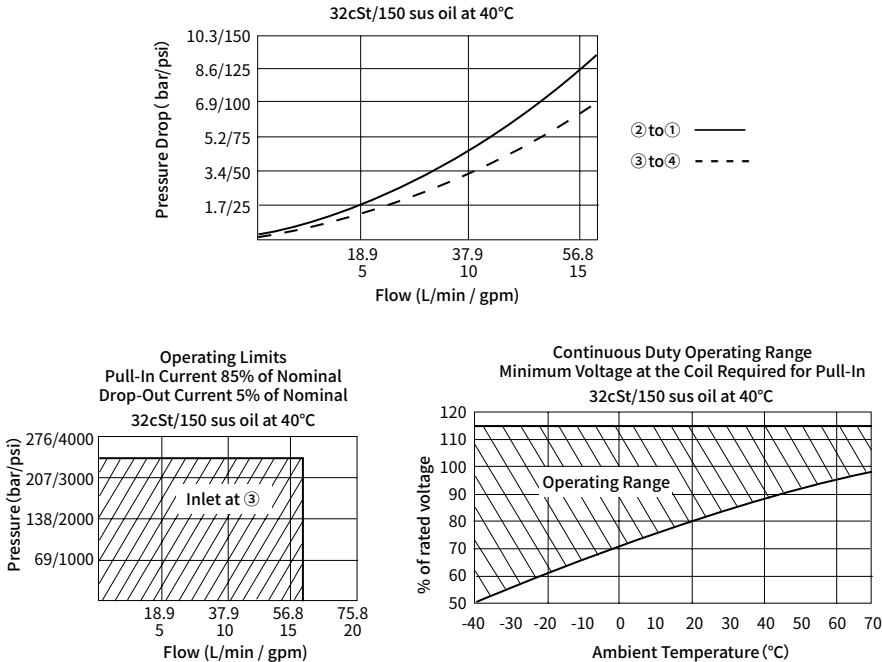 32cSt/150 sus oil at 40°C
Pressure Drop( bar/psi)
10.3/150
8.6/125
6.9/100
5.2/75
3.4/50
1.7/25
18.9 37.9 56.8
5 10 15
Flow (L/min / gpm)
②to①
③to④
Operating Limits
Pull-In Current 85% of Nominal
Drop-Out Current 5% of Nominal
32cSt/150 sus oil at 40°C
Pressure(bar/psi)
276/4000
207/3000
138/2000
69/1000
Inlet at ③
18.9 37.9 56.8 75.8
5 10 15 20
Flow (L/min / gpm)
Continuous Duty Operating Range
Minimum Voltage at the Coil Required for Pull-In
32cSt/150 sus oil at 40°C
% of rated voltage
120
110
100
90
80
70
60
50
Operating Range
-40 -30 -20 -10 0 10 20 30 40 50 60 70
Ambient Temperature(°C)